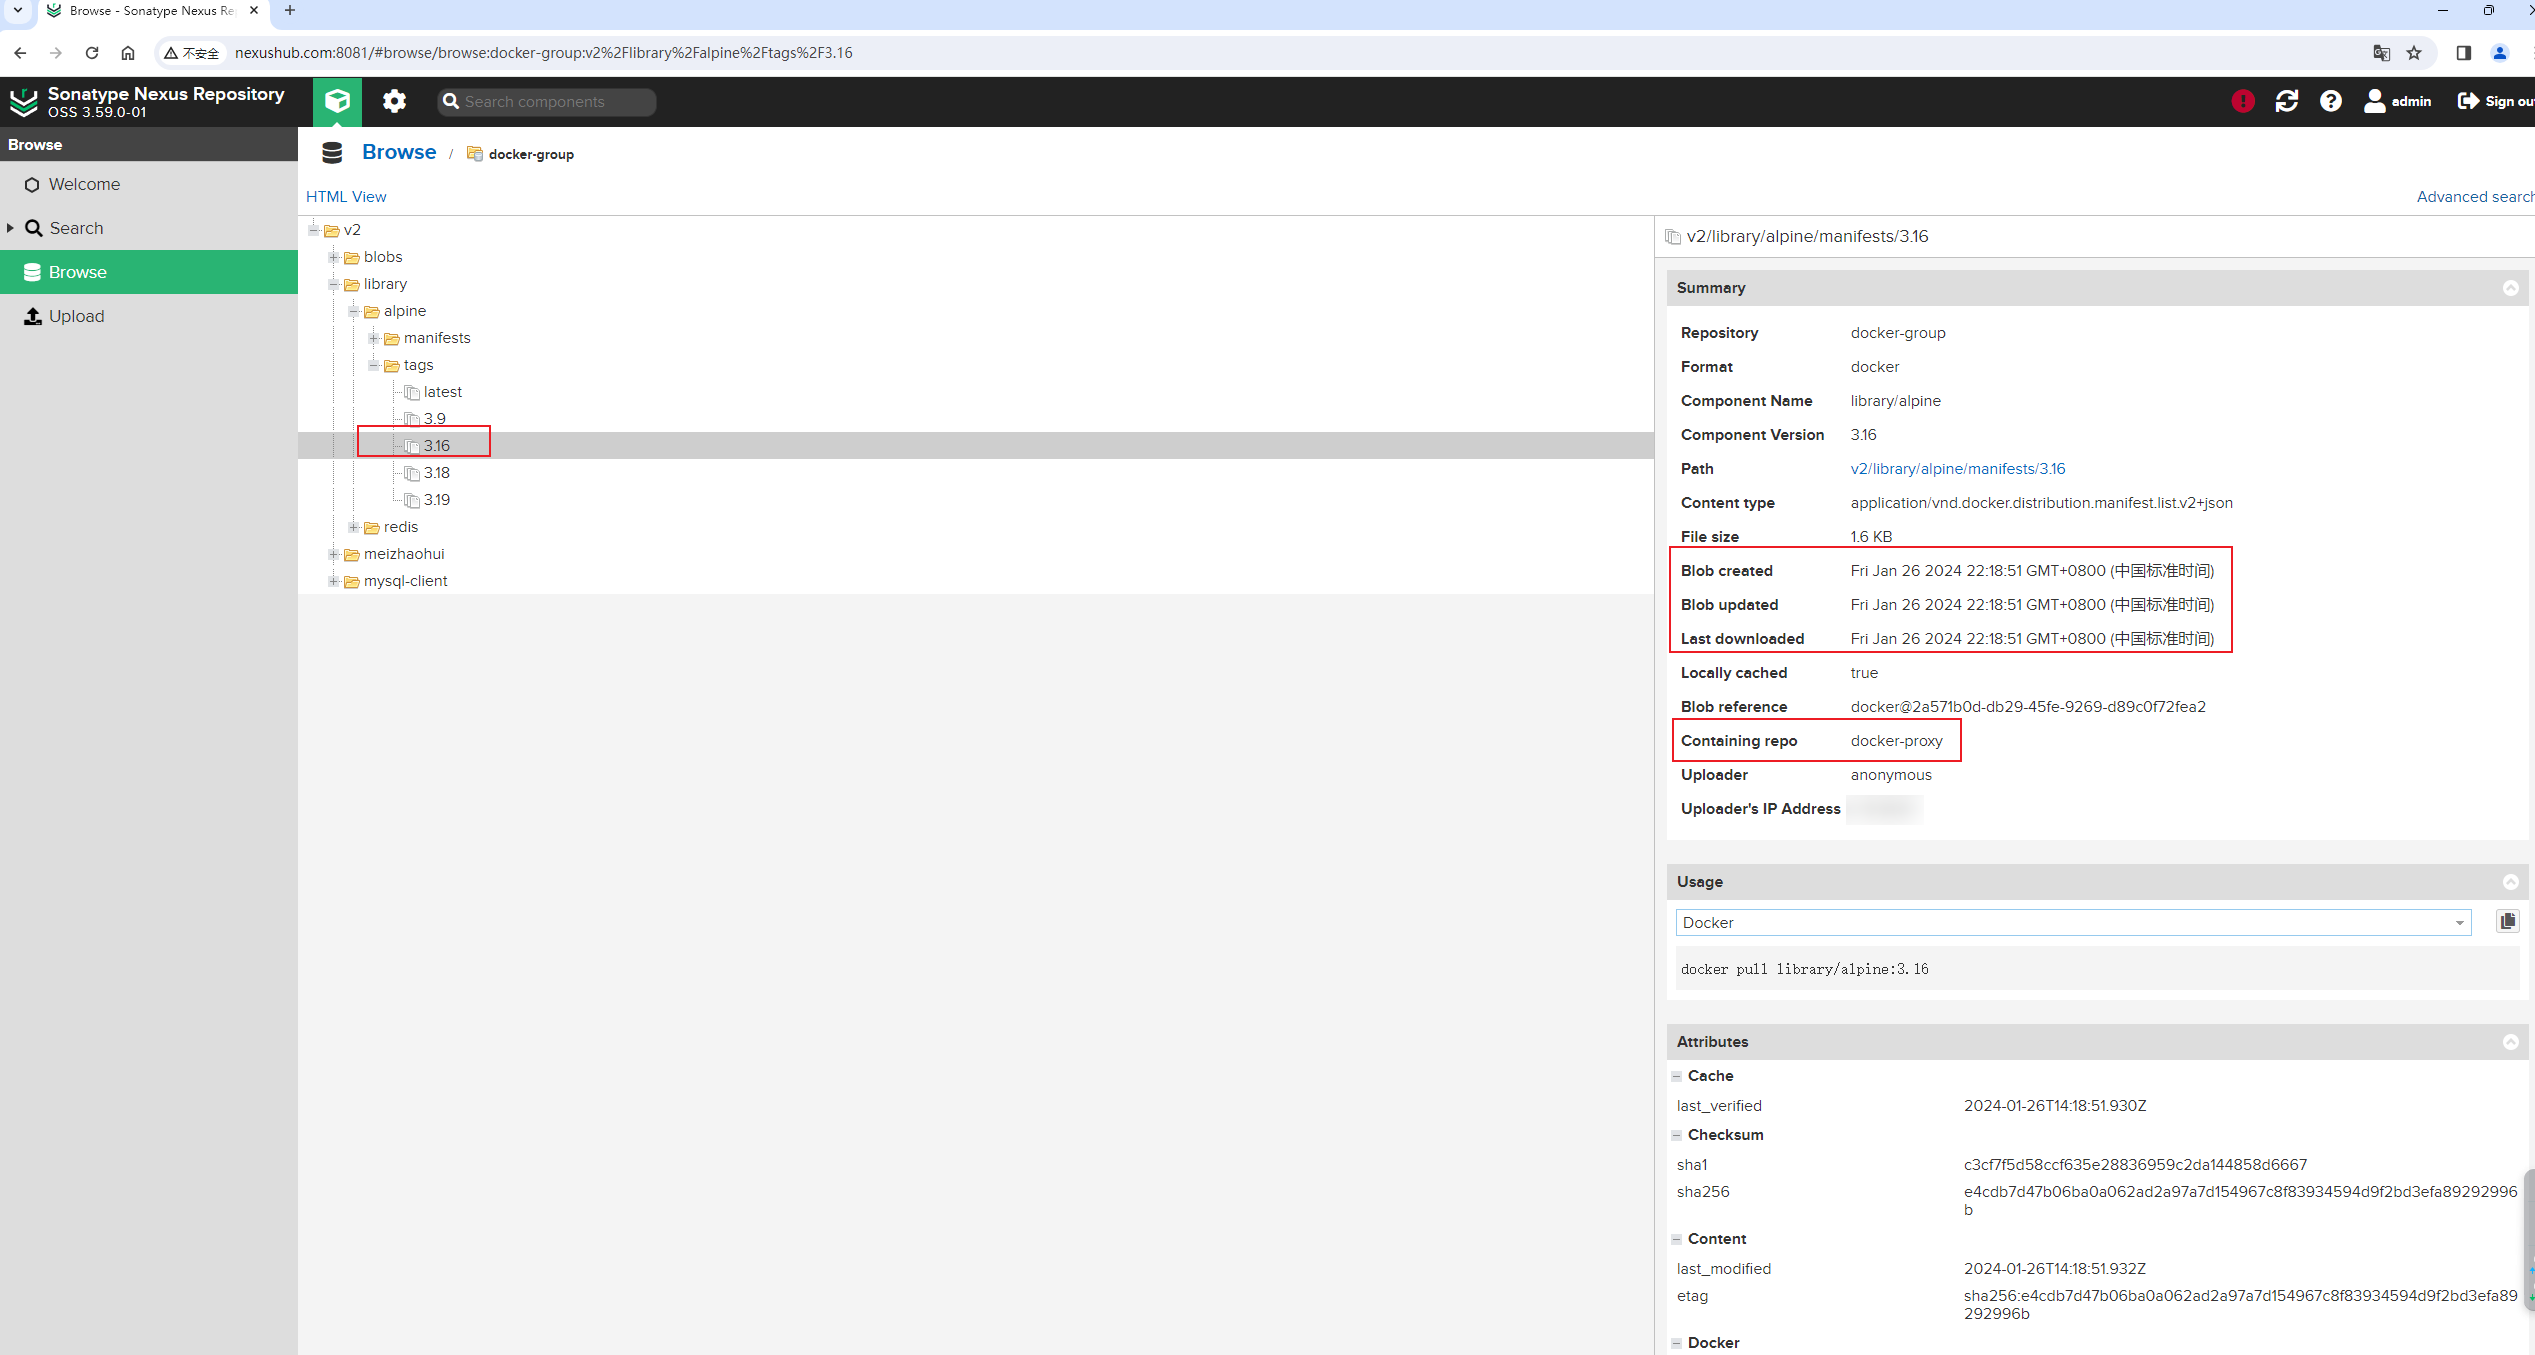 Browse - Sonatype Nexus Re
不安全
nexushub.com:8081/#browse/browse:docker-group:v2%2Flibrary%2Falpine%2Ftags%2F3.16
Sonatype Nexus Repository
OSS 3.59.0-01
Search components
admin
Sign ou
Browse
Welcome
Search
Browse
Upload
Browse / docker-group
HTML View
Advanced search
v2
blobs
library
alpine
manifests
tags
latest
3.9
3.16
3.18
3.19
redis
meizhaohui
mysql-client
v2/library/alpine/manifests/3.16
Summary
Repository docker-group
Format docker
Component Name library/alpine
Component Version 3.16
Path v2/library/alpine/manifests/3.16
Content type application/vnd.docker.distribution.manifest.list.v2+json
File size 1.6 KB
Blob created Fri Jan 26 2024 22:18:51 GMT+0800 (中国标准时间)
Blob updated Fri Jan 26 2024 22:18:51 GMT+0800 (中国标准时间)
Last downloaded Fri Jan 26 2024 22:18:51 GMT+0800 (中国标准时间)
Locally cached true
Blob reference docker@2a571b0d-db29-45fe-9269-d89c0f72fea2
Containing repo docker-proxy
Uploader anonymous
Uploader's IP Address
Usage
Docker
docker pull library/alpine:3.16
Attributes
Cache
last_verified 2024-01-26T14:18:51.930Z
Checksum
sha1 c3cf7f5d58ccf635e28836959c2da144858d6667
sha256 e4cdb7d47b06ba0a062ad2a97a7d154967c8f83934594d9f2bd3efa89292996
b
Content
last_modified 2024-01-26T14:18:51.932Z
etag sha256:e4cdb7d47b06ba0a062ad2a97a7d154967c8f83934594d9f2bd3efa89
292996b
Docker